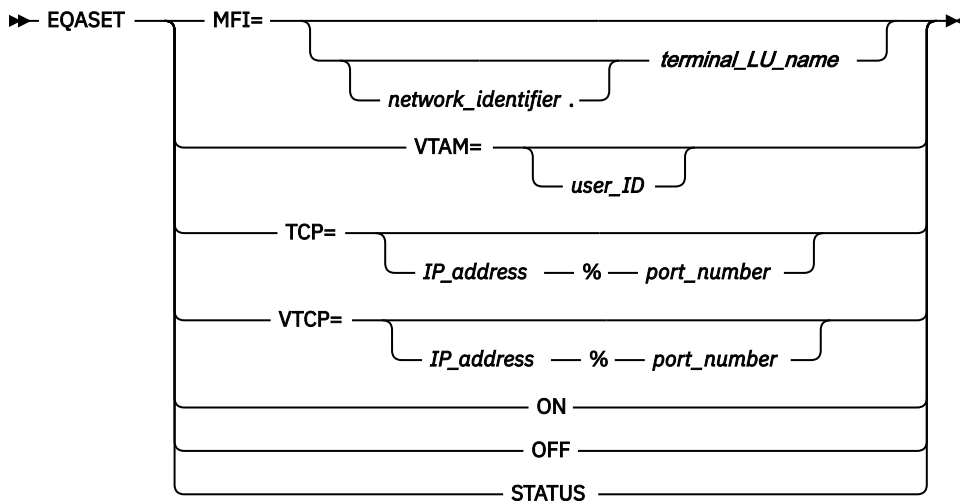 EQASET MFI=
terminal_LU_name
network_identifier .
VTAM=
user_ID
TCP=
IP_address % port_number
VTCP=
IP_address % port_number
ON
OFF
STATUS